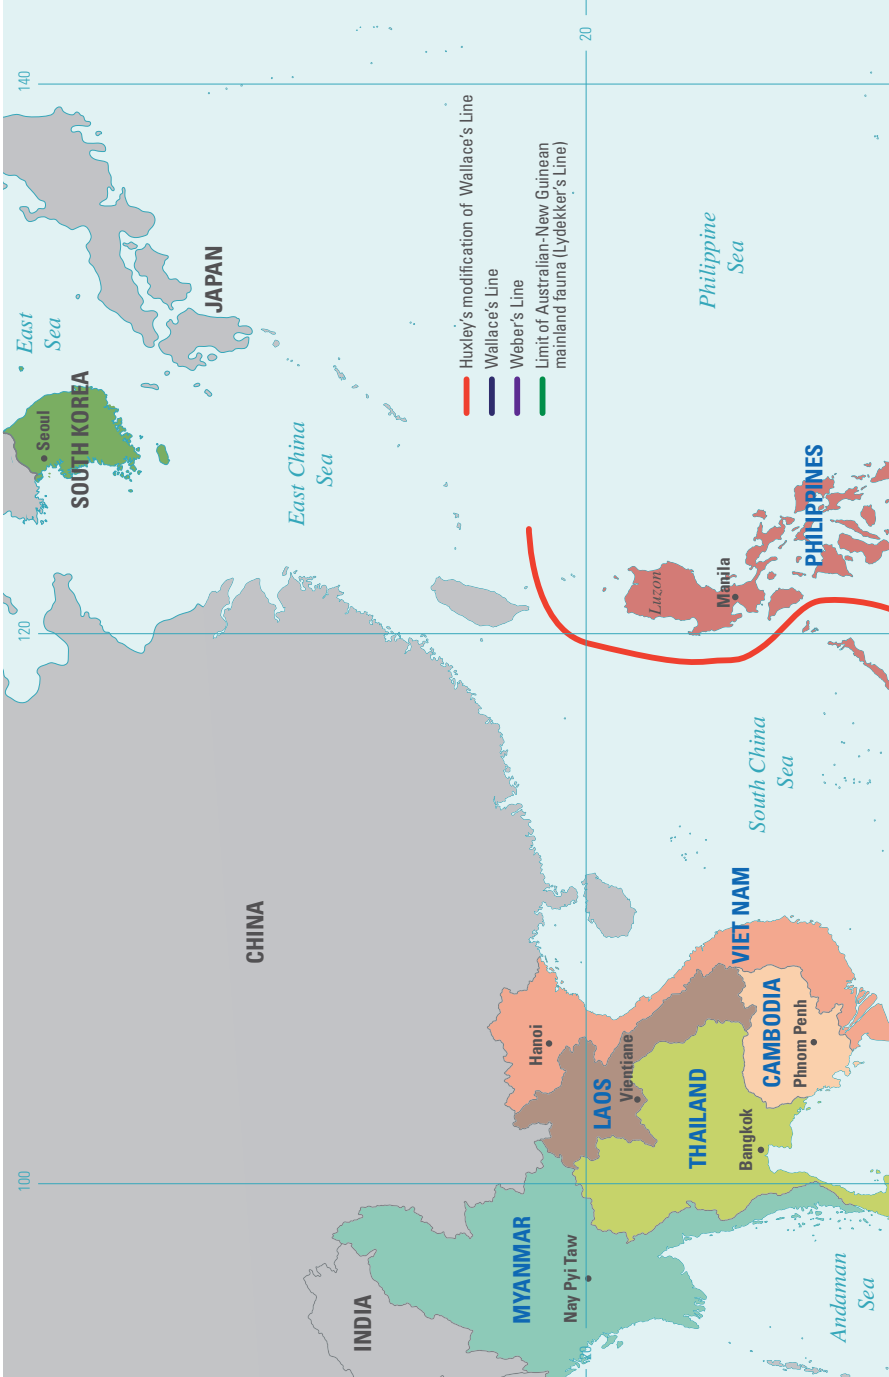 140
120
100
20
20
East
Sea
JAPAN
SOUTH KOREA
Seoul
East China
Sea
CHINA
INDIA
Huxley's modification of Wallace's Line
Wallace's Line
Weber's Line
Limit of Australian-New Guinean
mainland fauna (Lydekker's Line)
Philippine
Sea
PHILIPPINES
Luzon
Manila
South China
Sea
VIET NAM
Hanoi
LAOS
Vientiane
CAMBODIA
Phnom Penh
THAILAND
Bangkok
MYANMAR
Nay Pyi Taw
Andaman
Sea